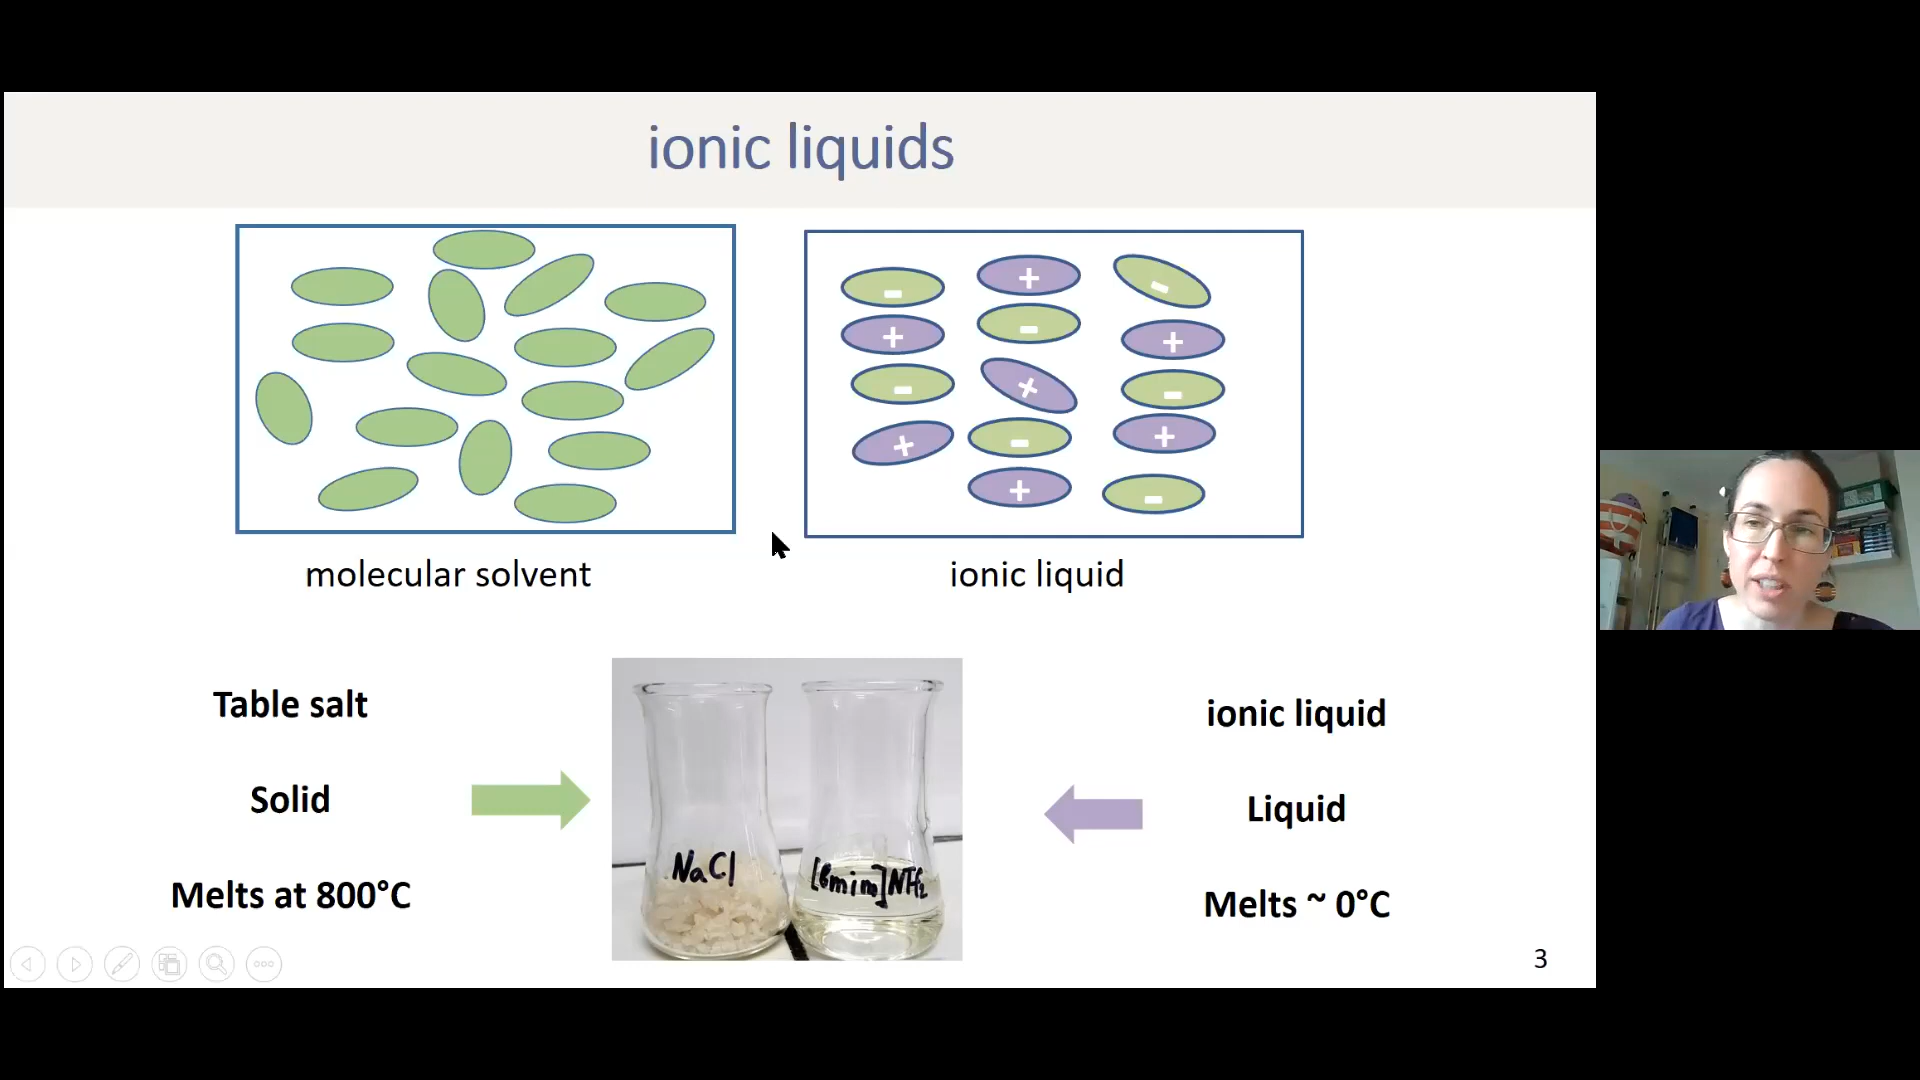 ionic liquids
-
+
-
+
-
+
-
+
-
+
+
-
-
+
-
+
-
molecular solvent
ionic liquid
Table salt
Solid
Melts at 800°C
NaCl
[bmim]NTf2
ionic liquid
Liquid
Melts ~ 0°C
3